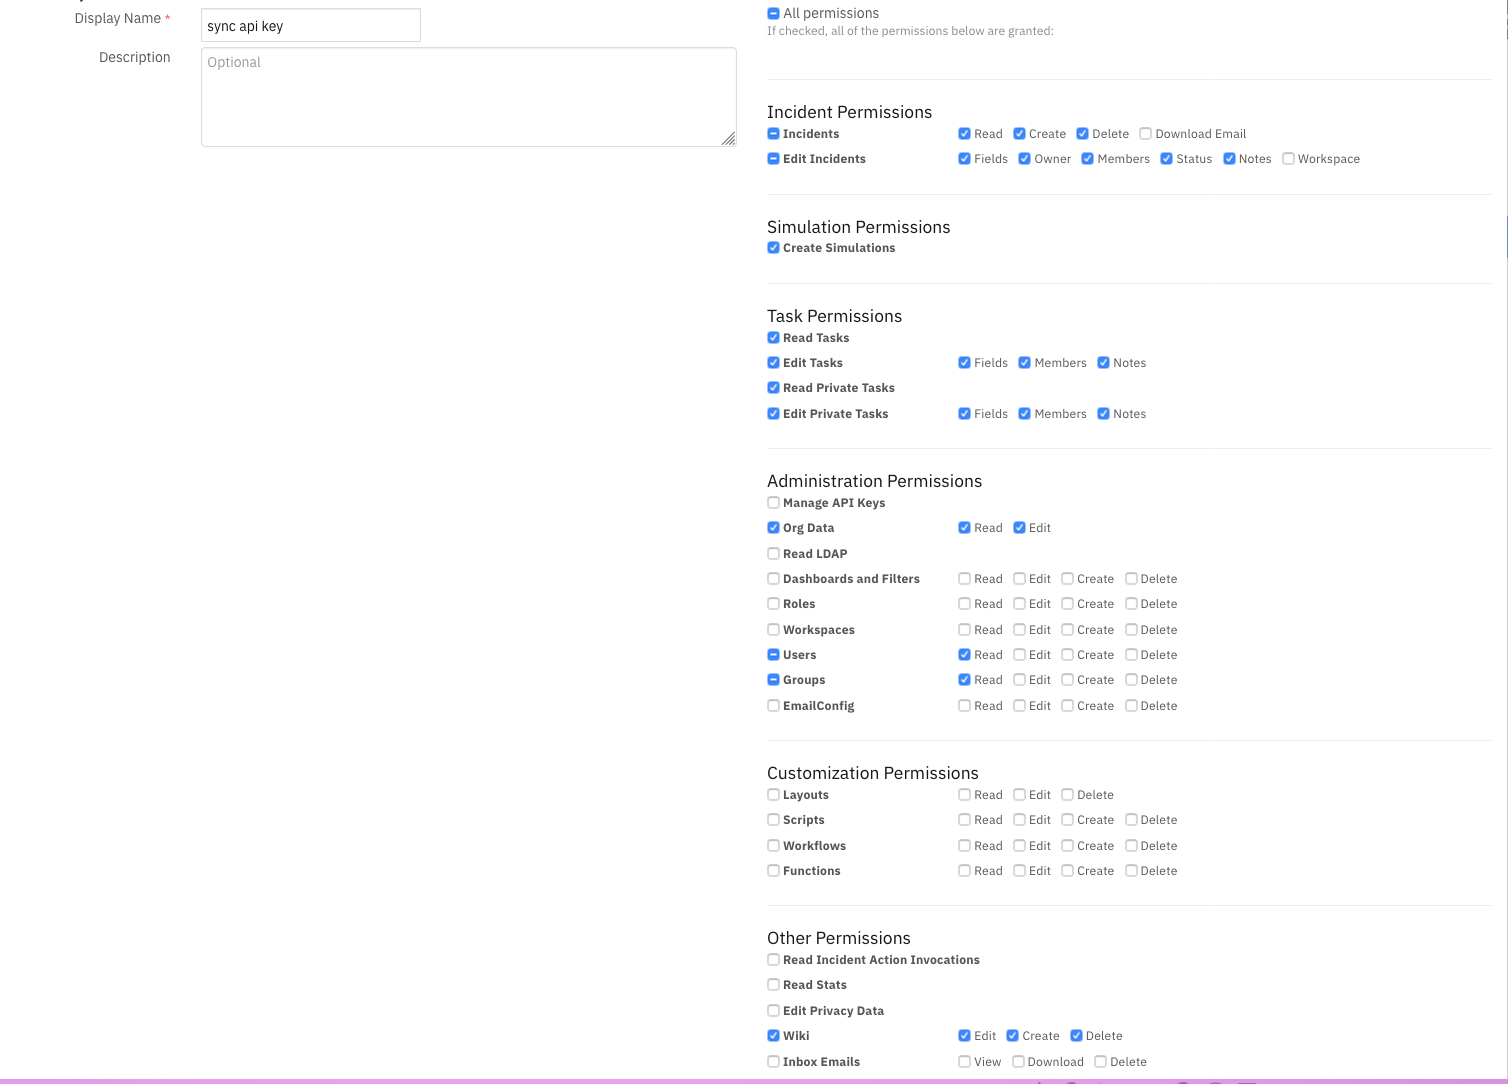 Display Name *
sync api key
Description
Optional
All permissions
If checked, all of the permissions below are granted:
Incident Permissions
Incidents Read Create Delete Download Email
Edit Incidents Fields Owner Members Status Notes Workspace
Simulation Permissions
Create Simulations
Task Permissions
Read Tasks
Edit Tasks Fields Members Notes
Read Private Tasks
Edit Private Tasks Fields Members Notes
Administration Permissions
Manage API Keys
Org Data Read Edit
Read LDAP
Dashboards and Filters Read Edit Create Delete
Roles Read Edit Create Delete
Workspaces Read Edit Create Delete
Users Read Edit Create Delete
Groups Read Edit Create Delete
EmailConfig Read Edit Create Delete
Customization Permissions
Layouts Read Edit Delete
Scripts Read Edit Create Delete
Workflows Read Edit Create Delete
Functions Read Edit Create Delete
Other Permissions
Read Incident Action Invocations
Read Stats
Edit Privacy Data
Wiki Edit Create Delete
Inbox Emails View Download Delete